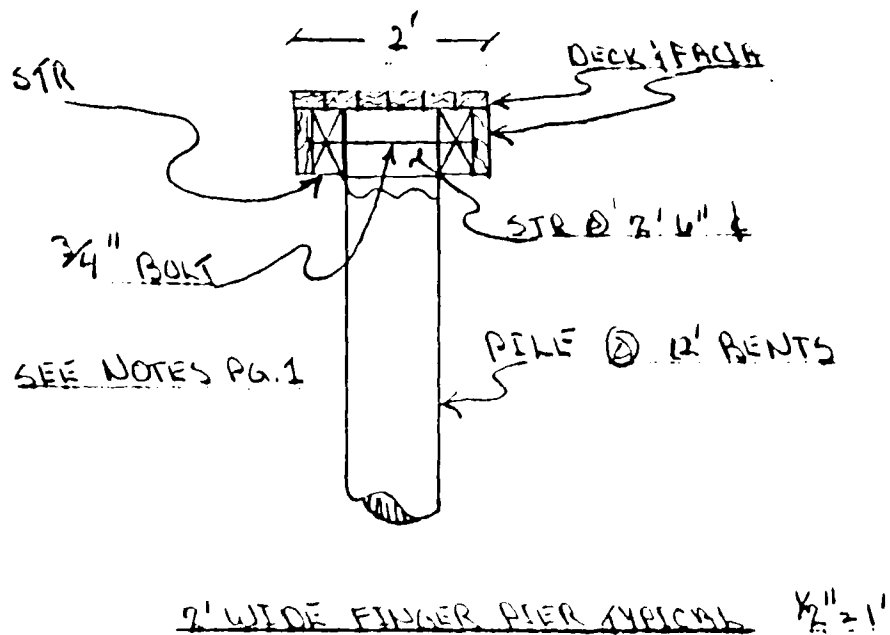 2'
STR
DECK & FACIA
STR @ 2' 6" ⅊
3/4" BOLT
PILE @ 12' BENTS
SEE NOTES PG.1
2' WIDE FINGER PIER TYPICAL 1/2" = 1'